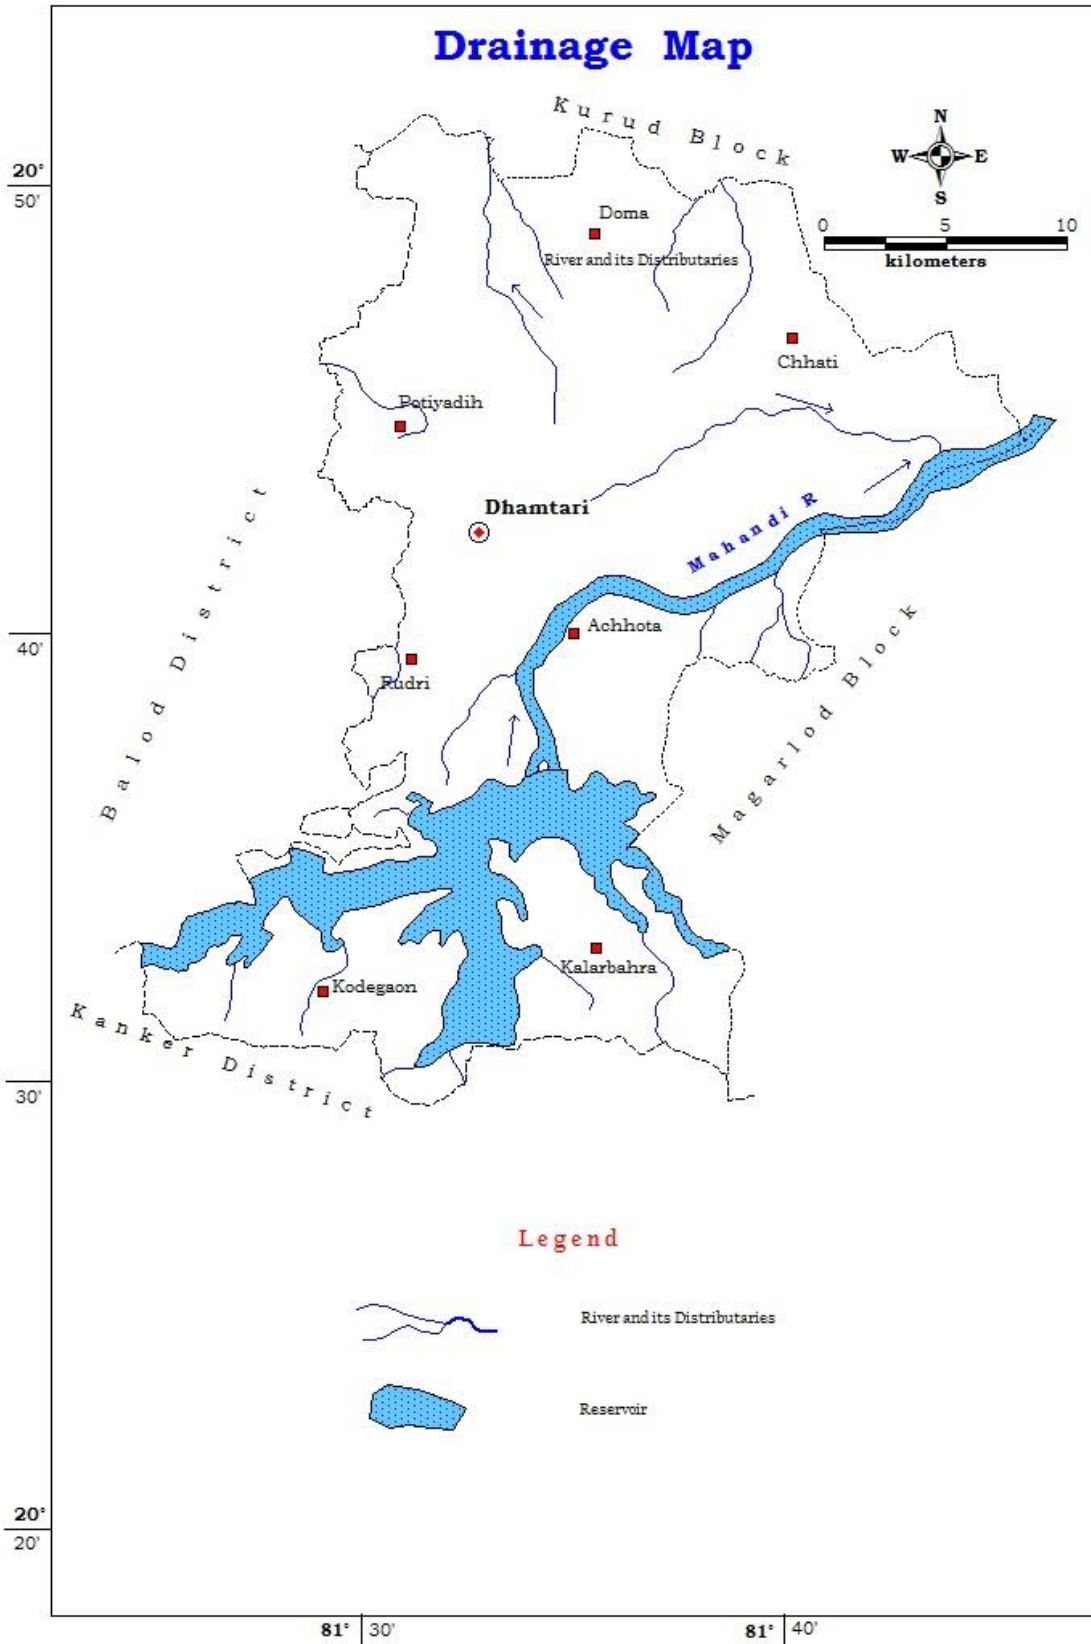 Drainage Map
Kurud Block
N
W E
S
20°
50'
Doma
0 5 10
kilometers
River and its Distributaries
Chhati
Potiyadih
Dhamtari
Mahandi R
Balod District
40'
Achhota
Rudri
Magarlod Block
Kalarbahra
Kodegaon
Kanker District
30'
Legend
River and its Distributaries
Reservoir
20°
20'
81° 30' 81° 40'